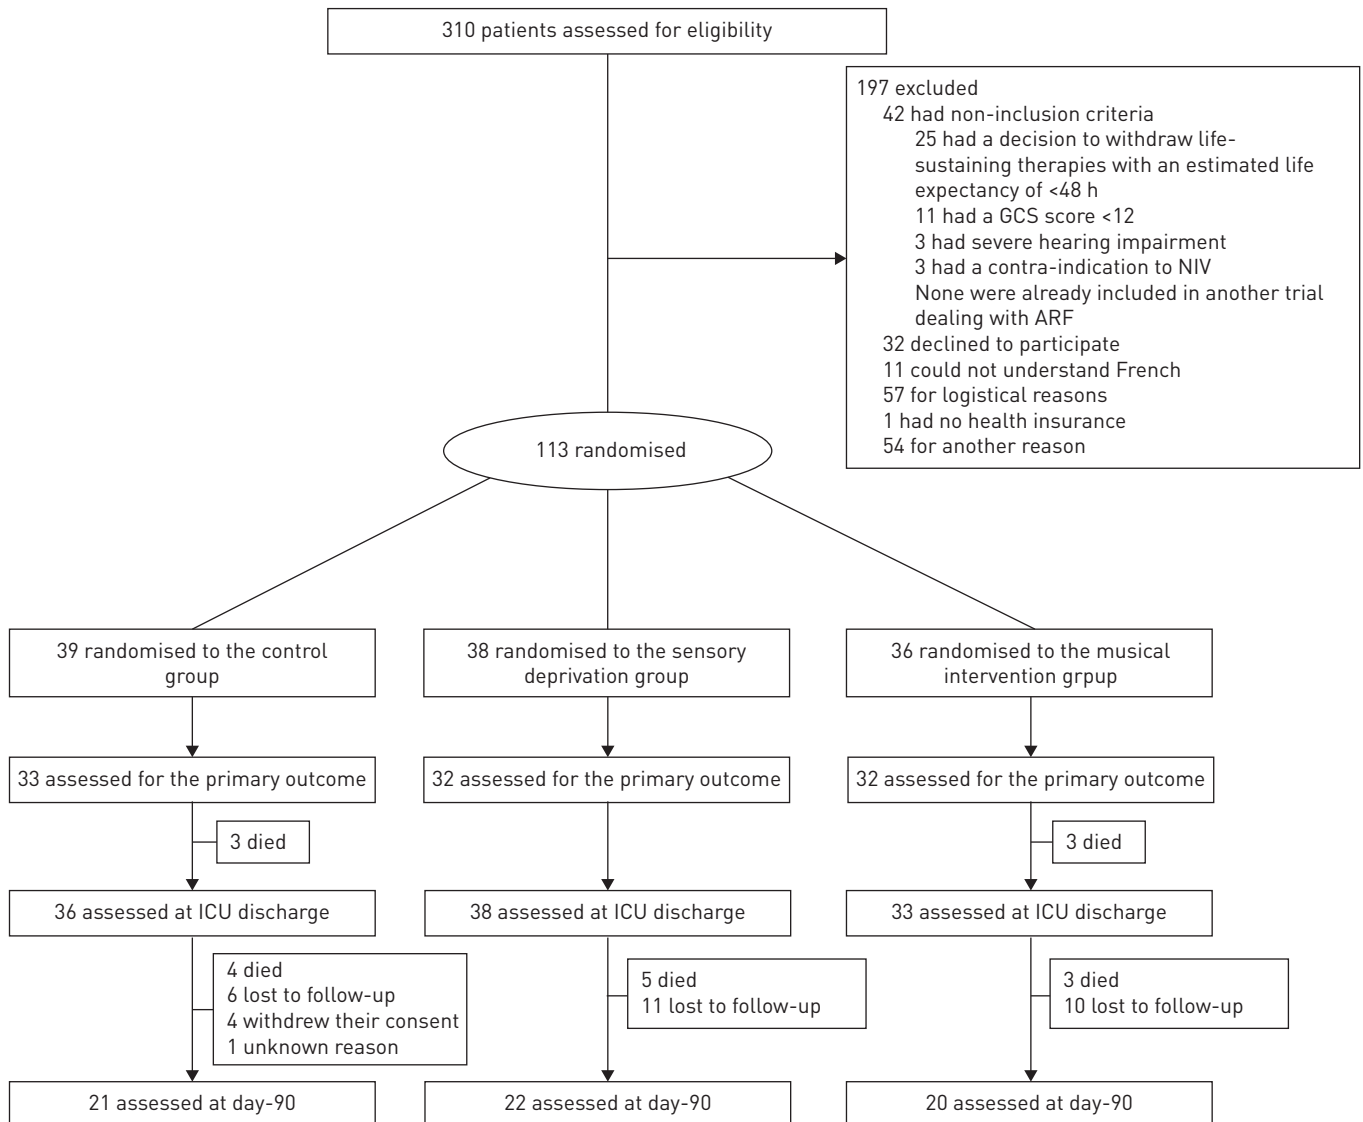 310 patients assessed for eligibility
197 excluded
42 had non-inclusion criteria
25 had a decision to withdraw life-
sustaining therapies with an estimated life
expectancy of <48 h
11 had a GCS score <12
3 had severe hearing impairment
3 had a contra-indication to NIV
None were already included in another trial
dealing with ARF
32 declined to participate
11 could not understand French
57 for logistical reasons
1 had no health insurance
54 for another reason
113 randomised
39 randomised to the control
group
38 randomised to the sensory
deprivation group
36 randomised to the musical
intervention grpup
33 assessed for the primary outcome
32 assessed for the primary outcome
32 assessed for the primary outcome
3 died
3 died
36 assessed at ICU discharge
38 assessed at ICU discharge
33 assessed at ICU discharge
4 died
6 lost to follow-up
4 withdrew their consent
1 unknown reason
5 died
11 lost to follow-up
3 died
10 lost to follow-up
21 assessed at day-90
22 assessed at day-90
20 assessed at day-90